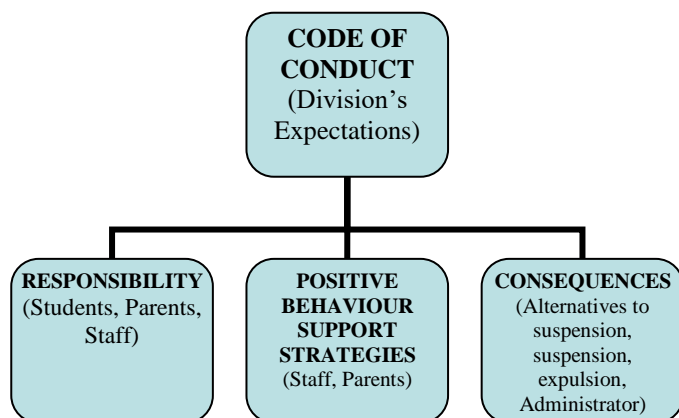 CODE OF
CONDUCT
(Division's
Expectations)
RESPONSIBILITY
(Students, Parents,
Staff)
POSITIVE
BEHAVIOUR
SUPPORT
STRATEGIES
(Staff, Parents)
CONSEQUENCES
(Alternatives to
suspension,
suspension,
expulsion,
Administrator)